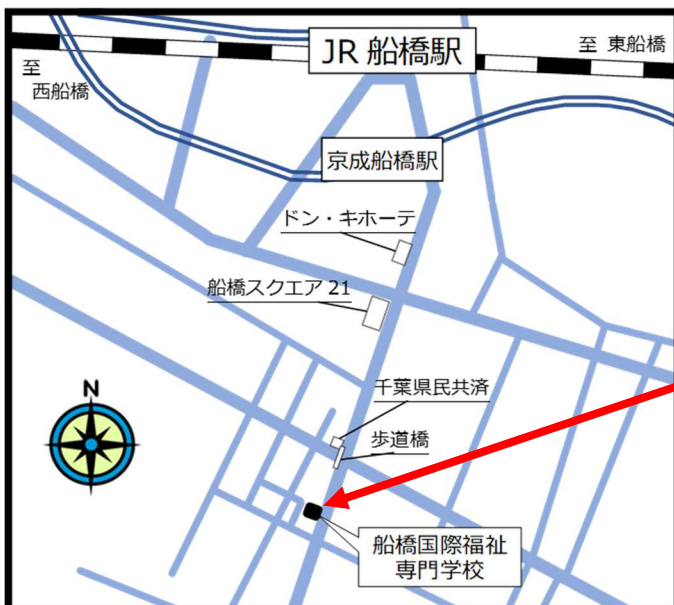 JR 船橋駅
至 東船橋
至
西船橋
京成船橋駅
ドン・キホーテ
船橋スクエア 21
千葉県民共済
N
歩道橋
船橋国際福祉
専門学校